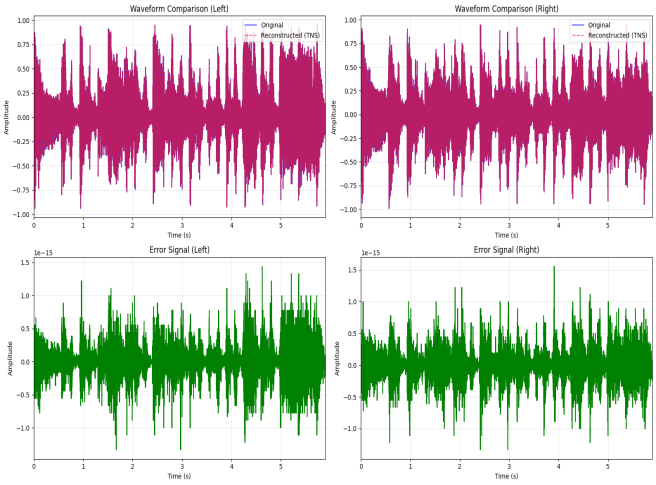 Waveform Comparison (Left)
Amplitude
1.00
0.75
0.50
0.25
0.00
−0.25
−0.50
−0.75
−1.00
Original
Reconstructed (TNS)
0 1 2 3 4 5
Time (s)
Waveform Comparison (Right)
Amplitude
1.00
0.75
0.50
0.25
0.00
−0.25
−0.50
−0.75
−1.00
Original
Reconstructed (TNS)
0 1 2 3 4 5
Time (s)
Error Signal (Left)
1e−15
Amplitude
1.5
1.0
0.5
0.0
−0.5
−1.0
0 1 2 3 4 5
Time (s)
Error Signal (Right)
1e−15
Amplitude
1.5
1.0
0.5
0.0
−0.5
−1.0
0 1 2 3 4 5
Time (s)